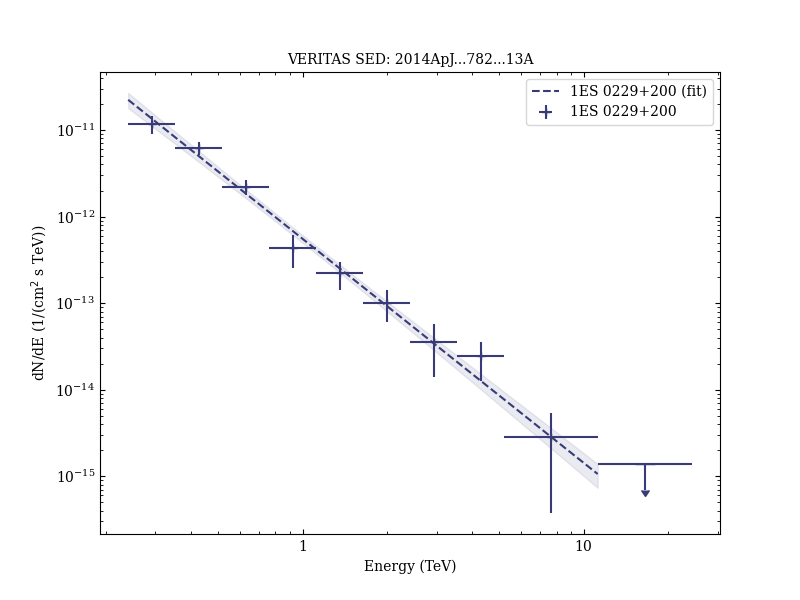 VERITAS SED: 2014ApJ...782...13A
1ES 0229+200 (fit)
1ES 0229+200
dN/dE (1/(cm² s TeV))
10⁻¹¹
10⁻¹²
10⁻¹³
10⁻¹⁴
10⁻¹⁵
1 10
Energy (TeV)